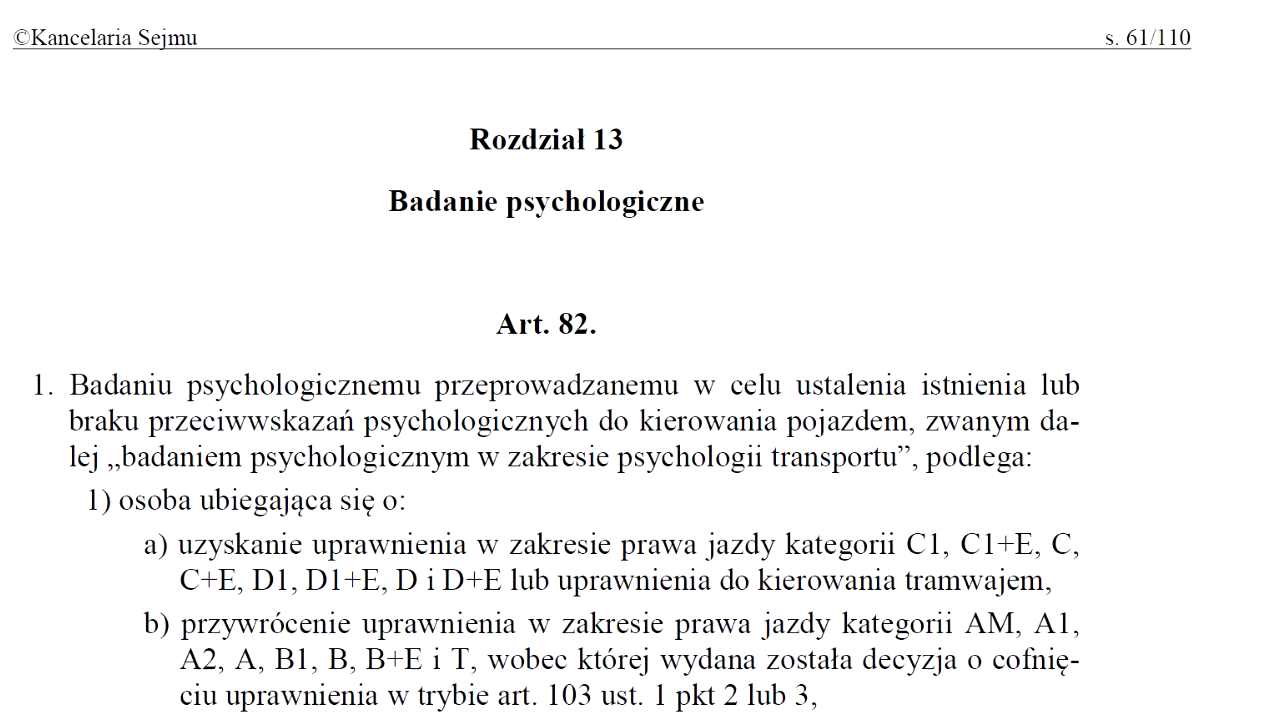 ©Kancelaria Sejmu s. 61/110
Rozdział 13
Badanie psychologiczne
Art. 82.
1. Badaniu psychologicznemu przeprowadzanemu w celu ustalenia istnienia lub
braku przeciwwskazań psychologicznych do kierowania pojazdem, zwanym da-
lej „badaniem psychologicznym w zakresie psychologii transportu”, podlega:
1) osoba ubiegająca się o:
a) uzyskanie uprawnienia w zakresie prawa jazdy kategorii C1, C1+E, C,
C+E, D1, D1+E, D i D+E lub uprawnienia do kierowania tramwajem,
b) przywrócenie uprawnienia w zakresie prawa jazdy kategorii AM, A1,
A2, A, B1, B, B+E i T, wobec której wydana została decyzja o cofnię-
ciu uprawnienia w trybie art. 103 ust. 1 pkt 2 lub 3,